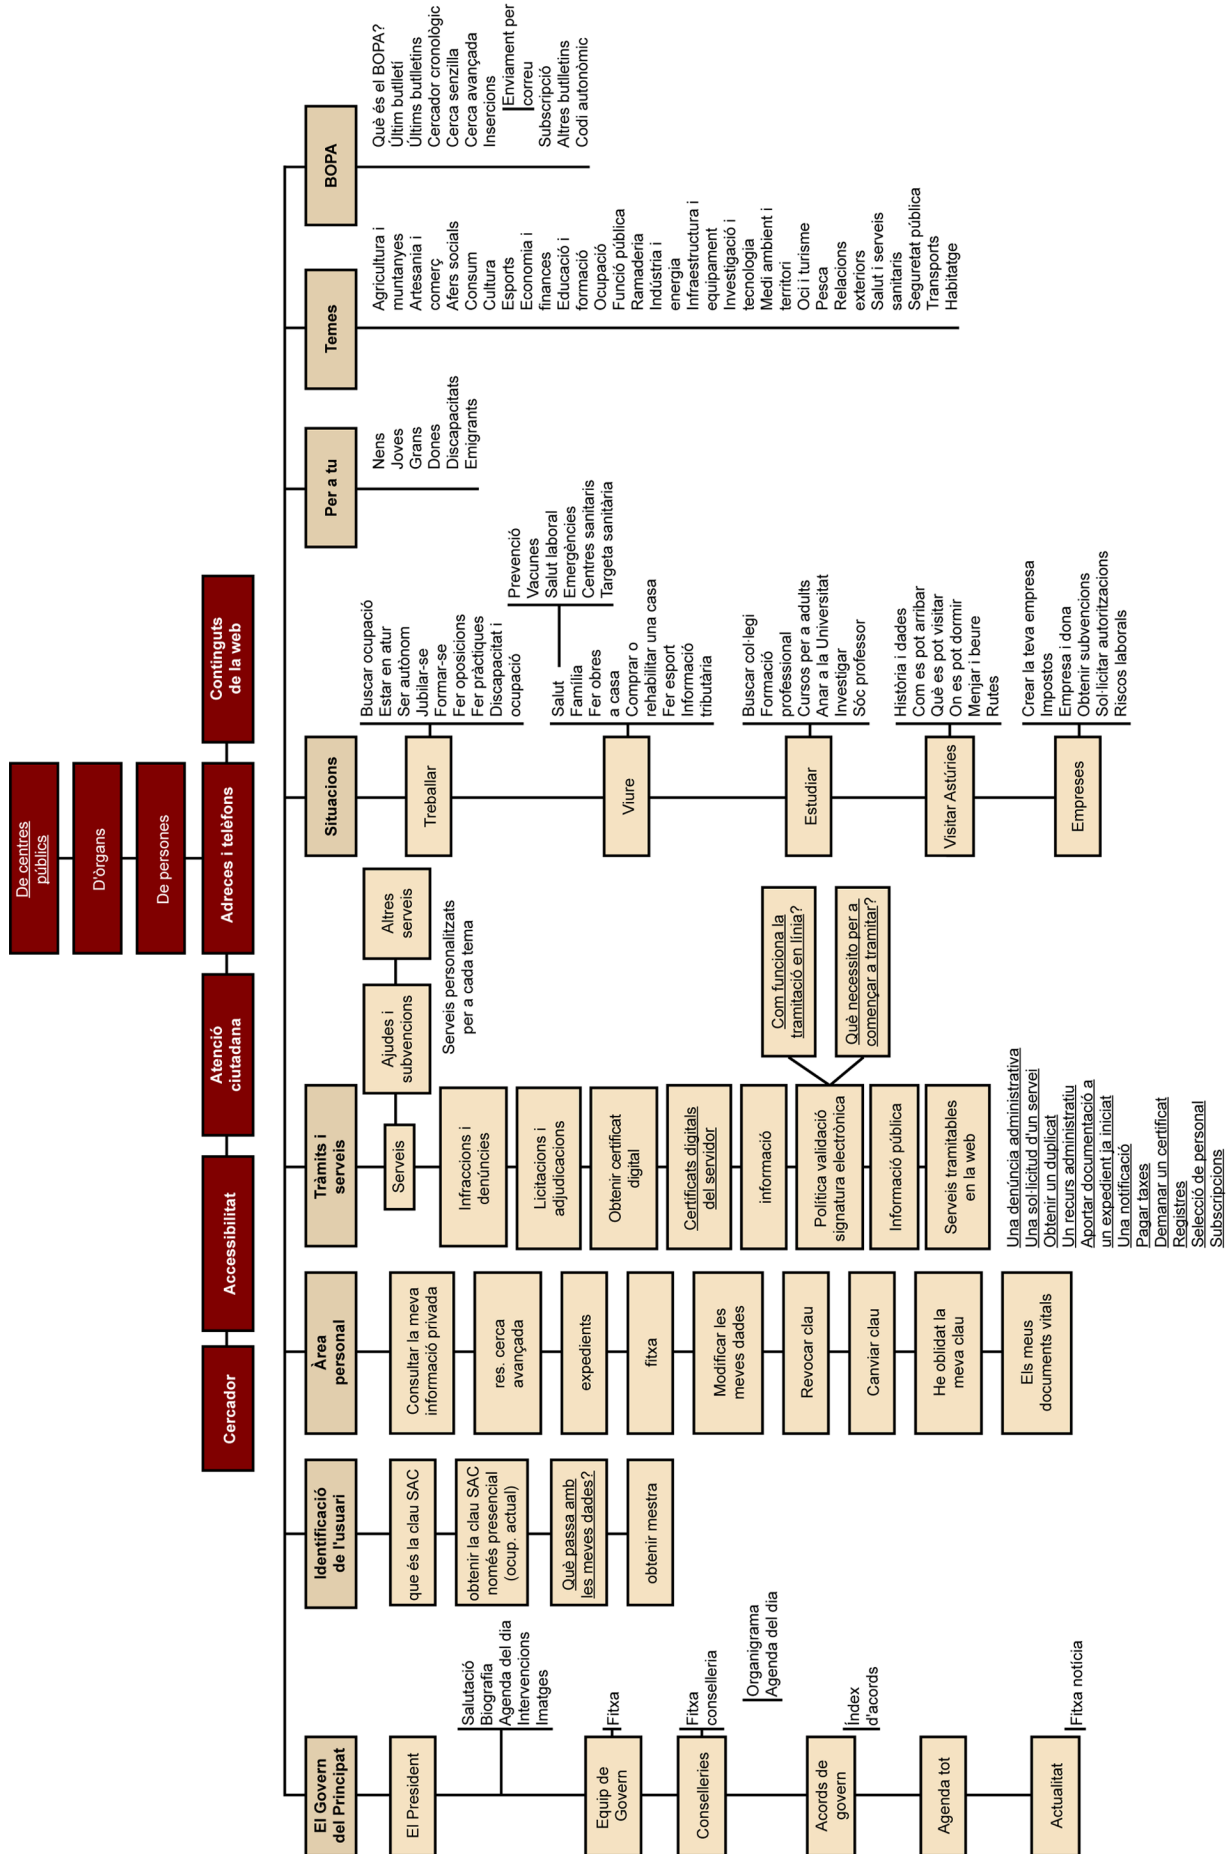 De centres
públics
D'òrgans
De persones
Cercador
Accessibilitat
Atenció
ciutadana
Adreces i telèfons
Continguts
de la web
El Govern
del Principat
El President
Salutació
Biografia
Agenda del dia
Intervencions
Imatges
Equip de
Govern
Fitxa
Conselleries
Fitxa
conselleria
Organigrama
Agenda del dia
Acords de
govern
Índex
d'acords
Agenda tot
Actualitat
Fitxa notícia
Identificació
de l'usuari
que és la clau SAC
obtenir la clau SAC
només presencial
(ocup. actual)
Què passa amb
les meves dades?
obtenir mestra
Àrea
personal
Consultar la meva
informació privada
res. cerca
avançada
expedients
fitxa
Modificar les
meves dades
Revocar clau
Canviar clau
He oblidat la
meva clau
Els meus
documents vitals
Tràmits i
serveis
Serveis
Ajudes i
subvencions
Altres
serveis
Serveis personalitzats
per a cada tema
Infraccions i
denúncies
Licitacions i
adjudicacions
Obtenir certificat
digital
Certificats digitals
del servidor
informació
Política validació
signatura electrònica
Com funciona la
tramitació en línia?
Què necessito per a
començar a tramitar?
Informació pública
Serveis tramitables
en la web
Una denúncia administrativa
Una sol·licitud d'un servei
Obtenir un duplicat
Un recurs administratiu
Aportar documentació a
un expedient ja iniciat
Una notificació
Pagar taxes
Demanar un certificat
Registres
Selecció de personal
Subscripcions
Situacions
Treballar
Buscar ocupació
Estar en atur
Ser autònom
Jubilar-se
Formar-se
Fer oposicions
Fer pràctiques
Discapacitat i
ocupació
Viure
Salut
Família
Fer obres
a casa
Comprar o
rehabilitar una casa
Fer esport
Informació
tributària
Prevenció
Vacunes
Salut laboral
Emergències
Centres sanitaris
Targeta sanitària
Estudiar
Buscar col·legi
Formació
professional
Cursos per a adults
Anar a la Universitat
Investigar
Sóc professor
Visitar Astúries
Història i dades
Com es pot arribar
Què es pot visitar
On es pot dormir
Menjar i beure
Rutes
Empreses
Crear la teva empresa
Impostos
Empresa i dona
Obtenir subvencions
Sol·licitar autoritzacions
Riscos laborals
Per a tu
Nens
Joves
Grans
Dones
Discapacitats
Emigrants
Temes
Agricultura i
muntanyes
Artesania i
comerç
Afers socials
Consum
Cultura
Esports
Economia i
finances
Educació i
formació
Ocupació
Funció pública
Ramaderia
Indústria i
energia
Infraestructura i
equipament
Investigació i
tecnologia
Medi ambient i
territori
Oci i turisme
Pesca
Relacions
exteriors
Salut i serveis
sanitaris
Seguretat pública
Transports
Habitatge
BOPA
Què és el BOPA?
Últim butlletí
Últims butlletins
Cercador cronològic
Cerca senzilla
Cerca avançada
Insercions
Enviament per
correu
Subscripció
Altres butlletins
Codi autonòmic